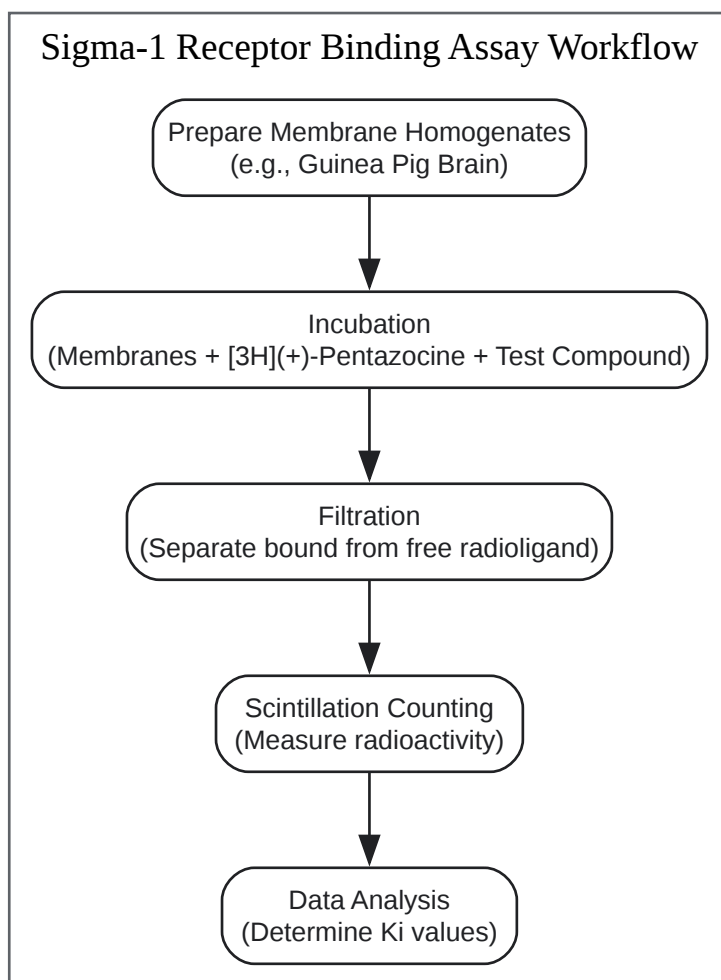 Sigma-1 Receptor Binding Assay Workflow
Prepare Membrane Homogenates
(e.g., Guinea Pig Brain)
Incubation
(Membranes + [3H](+)-Pentazocine + Test Compound)
Filtration
(Separate bound from free radioligand)
Scintillation Counting
(Measure radioactivity)
Data Analysis
(Determine Ki values)